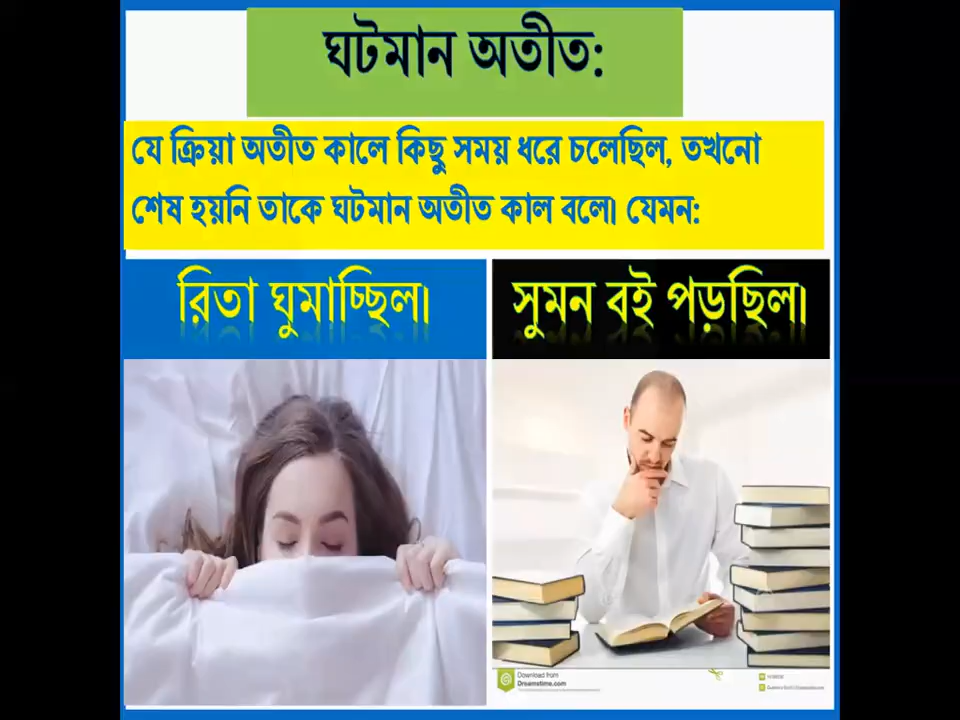 ঘটমান অতীত:
যে ক্রিয়া অতীত কালে কিছু সময় ধরে চলেছিল, তখনো
শেষ হয়নি তাকে ঘটমান অতীত কাল বলে। যেমন:
রিতা ঘুমাচ্ছিল।
সুমন বই পড়ছিল।
Download from
Dreamstime.com